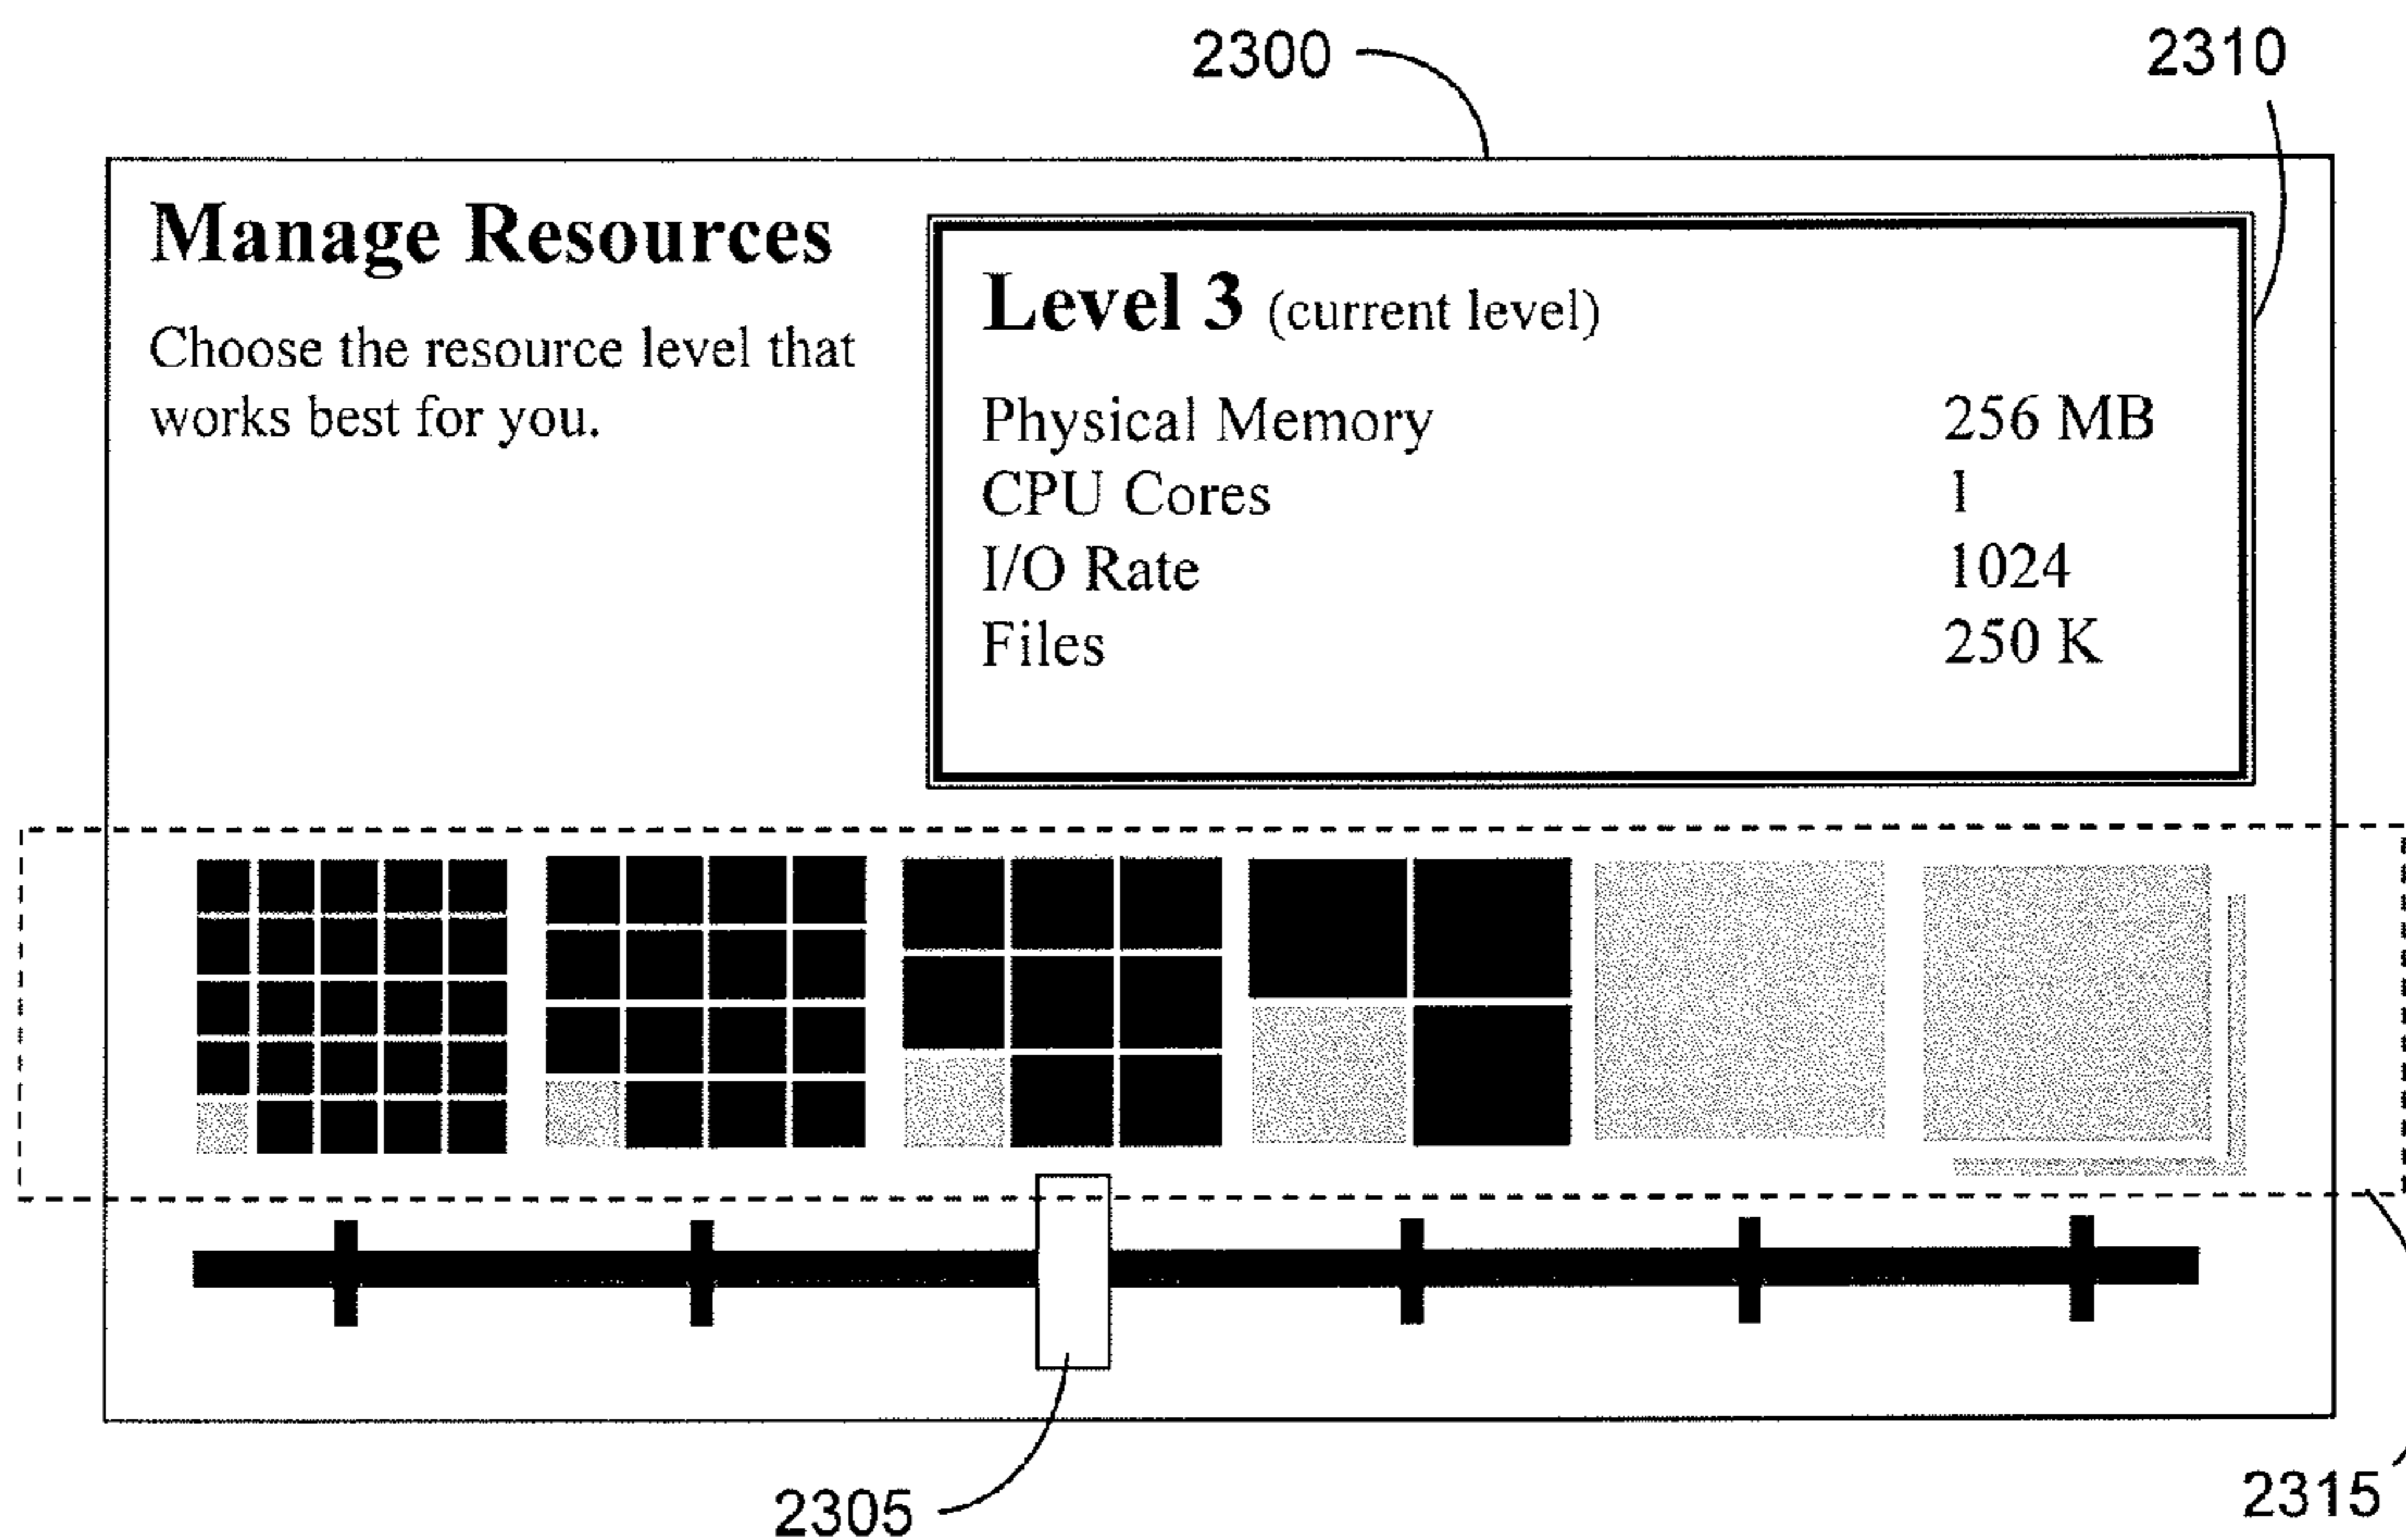 2300
2310
Manage Resources
Choose the resource level that
works best for you.
Level 3 (current level)
Physical Memory 256 MB
CPU Cores 1
I/O Rate 1024
Files 250 K
2305
2315